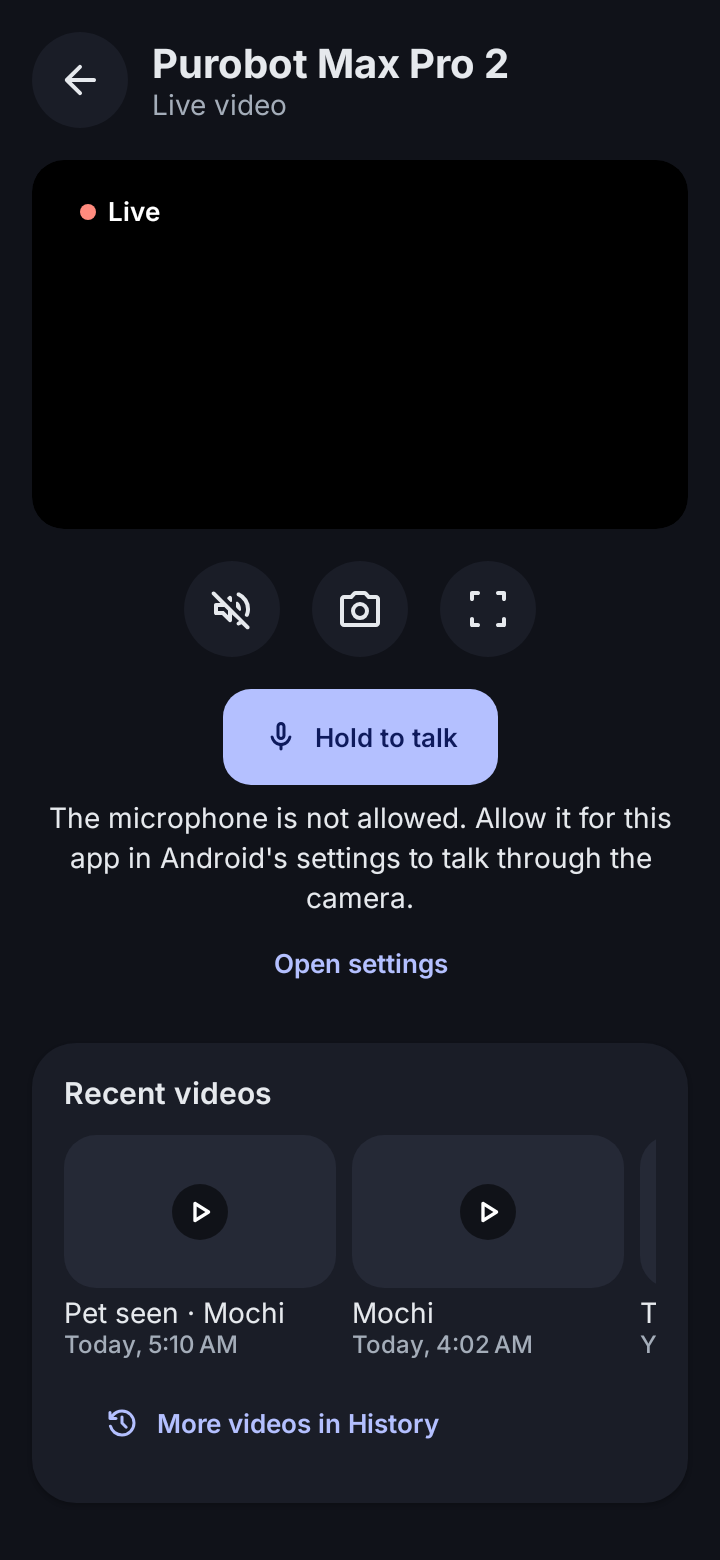 Purobot Max Pro 2
Live video
Live
Hold to talk
The microphone is not allowed. Allow it for this
app in Android's settings to talk through the
camera.
Open settings
Recent videos
Pet seen · Mochi
Today, 5:10 AM
Mochi
Today, 4:02 AM
T
Y
More videos in History